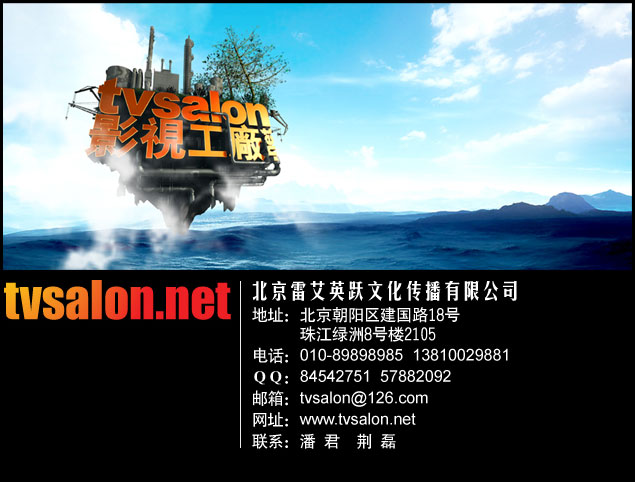 tvsalon
影視工廠
tvsalon.net
北京雷艾英跃文化传播有限公司
地址：北京朝阳区建国路18号
珠江绿洲8号楼2105
电话：010-89898985 13810029881
QQ：84542751 57882092
邮箱：tvsalon@126.com
网址：www.tvsalon.net
联系：潘 君 荆 磊